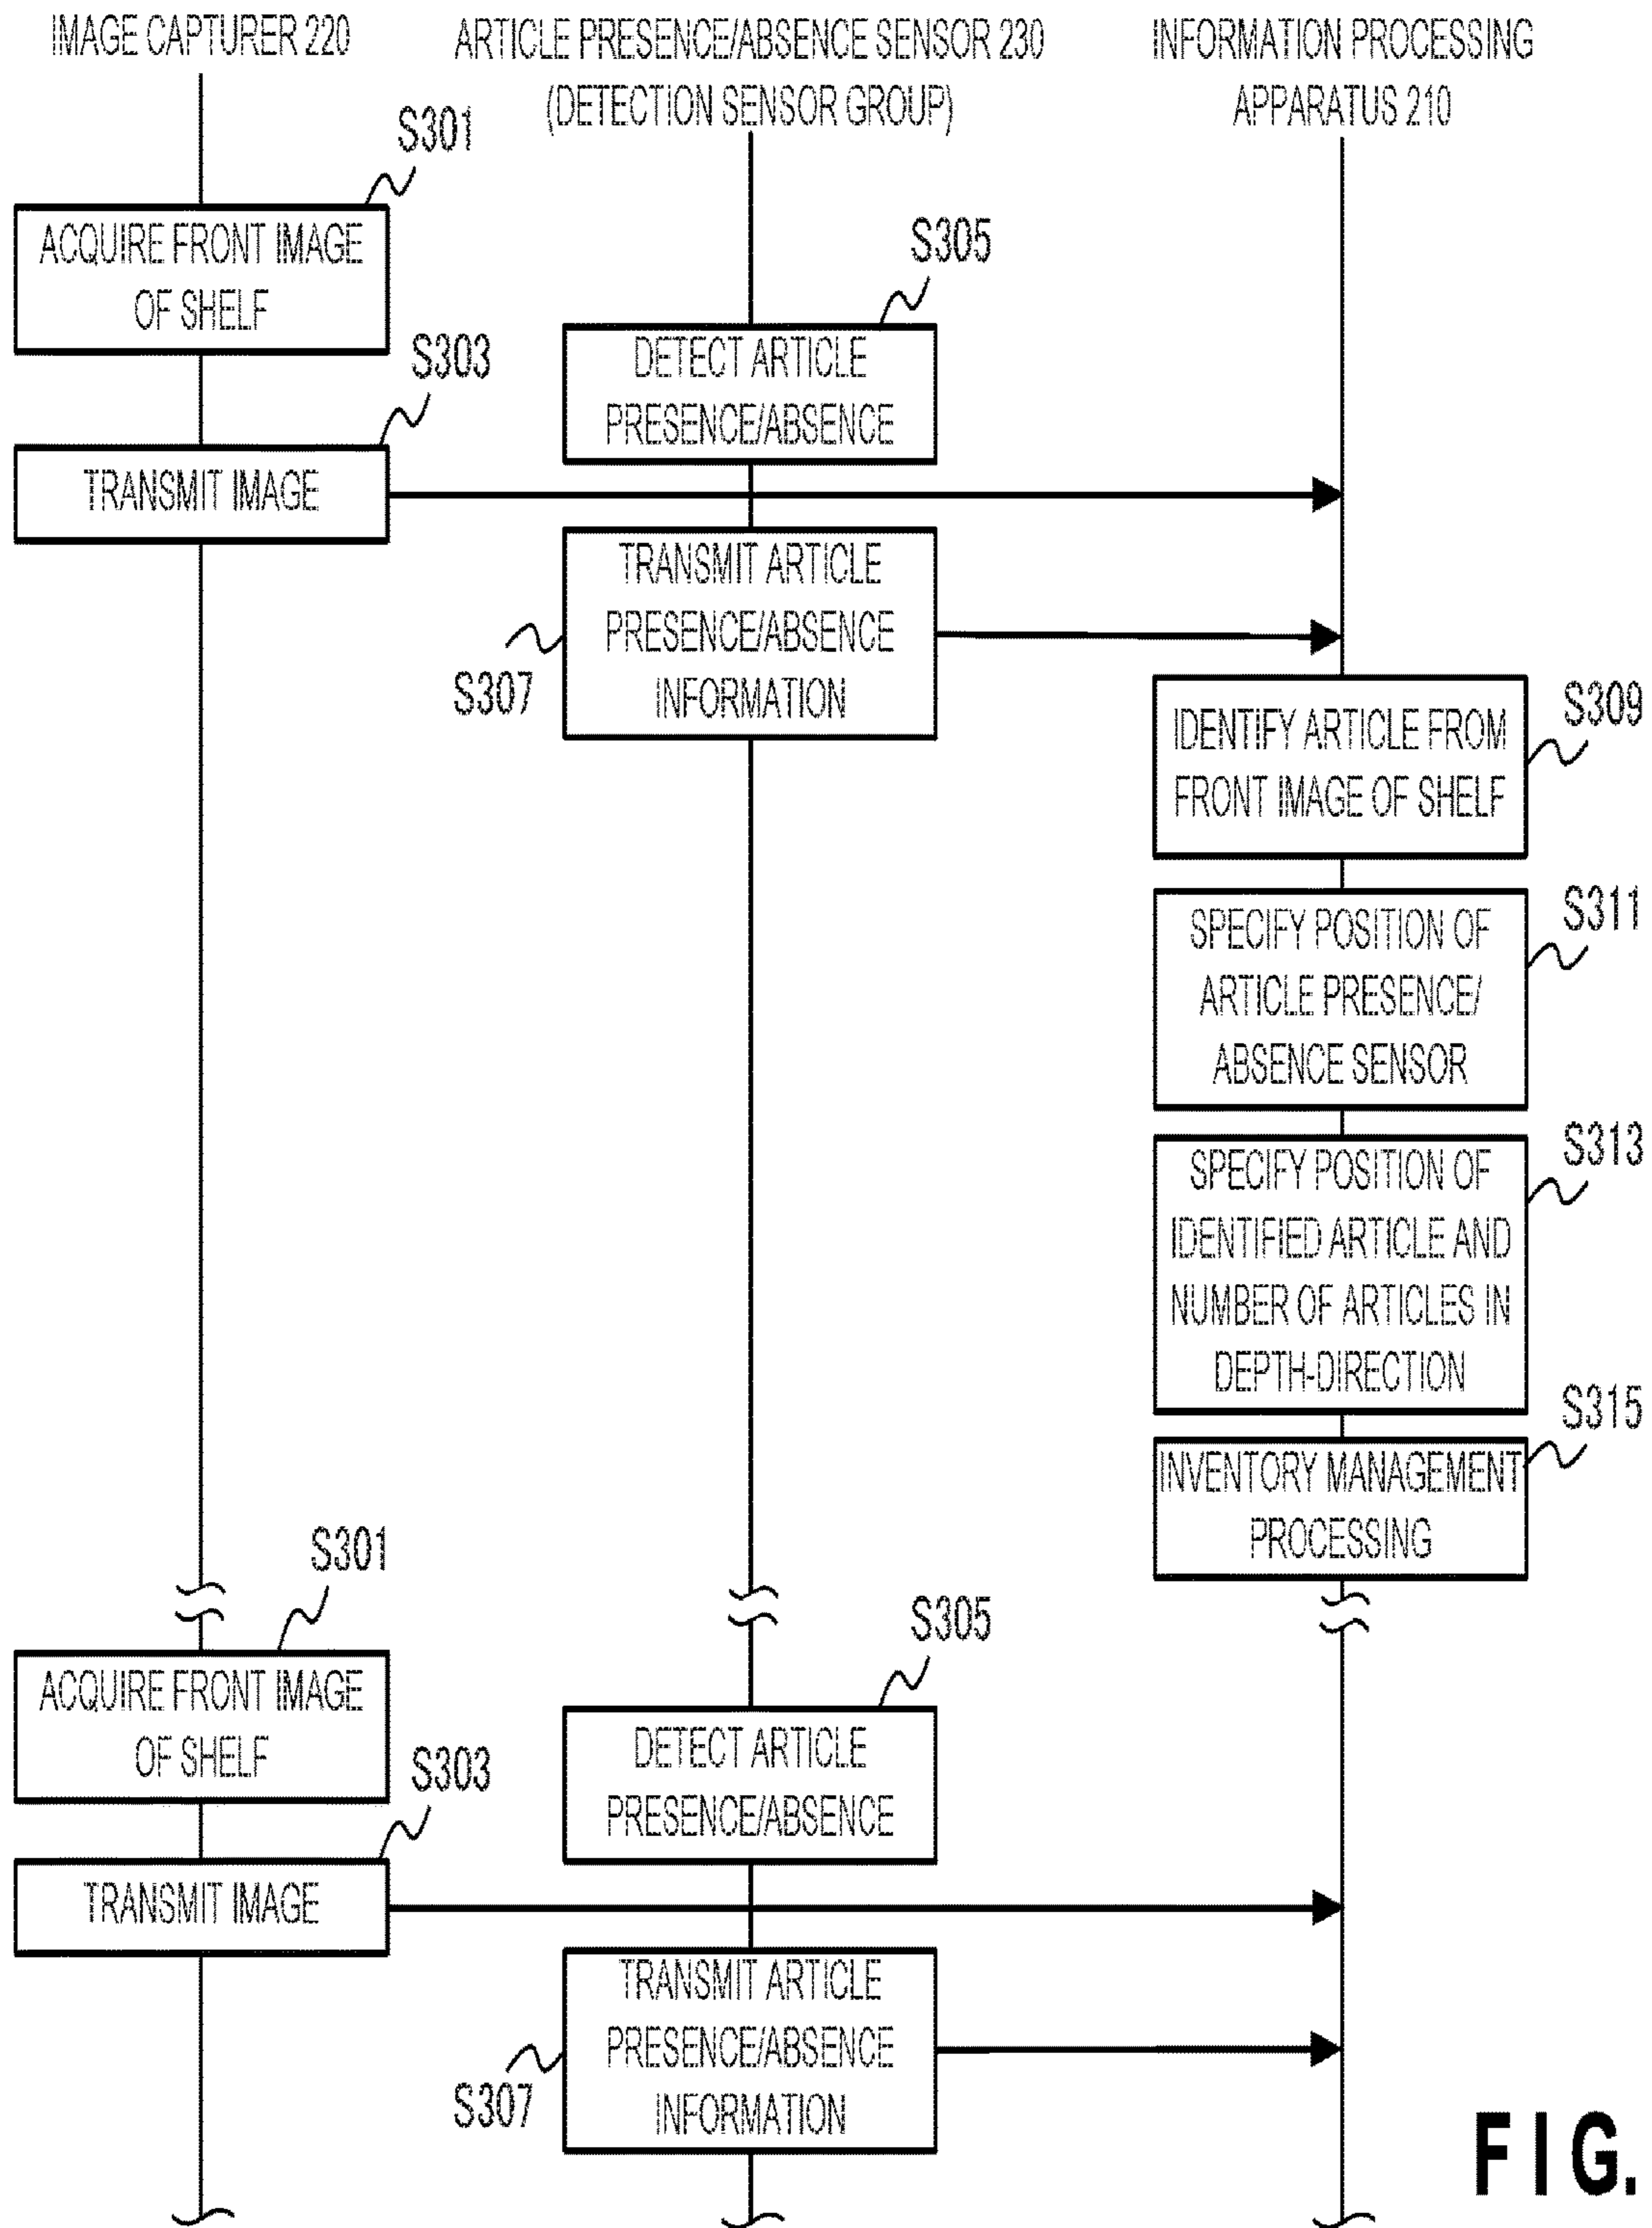 IMAGE CAPTURER 220
ARTICLE PRESENCE/ABSENCE SENSOR 230
(DETECTION SENSOR GROUP)
INFORMATION PROCESSING
APPARATUS 210
S301
ACQUIRE FRONT IMAGE
OF SHELF
S305
DETECT ARTICLE
PRESENCE/ABSENCE
S303
TRANSMIT IMAGE
TRANSMIT ARTICLE
PRESENCE/ABSENCE
INFORMATION
S307
S309
IDENTIFY ARTICLE FROM
FRONT IMAGE OF SHELF
S311
SPECIFY POSITION OF
ARTICLE PRESENCE/
ABSENCE SENSOR
S313
SPECIFY POSITION OF
IDENTIFIED ARTICLE AND
NUMBER OF ARTICLES IN
DEPTH-DIRECTION
S315
INVENTORY MANAGEMENT
PROCESSING
S301
ACQUIRE FRONT IMAGE
OF SHELF
S305
DETECT ARTICLE
PRESENCE/ABSENCE
S303
TRANSMIT IMAGE
TRANSMIT ARTICLE
PRESENCE/ABSENCE
INFORMATION
S307
FIG.